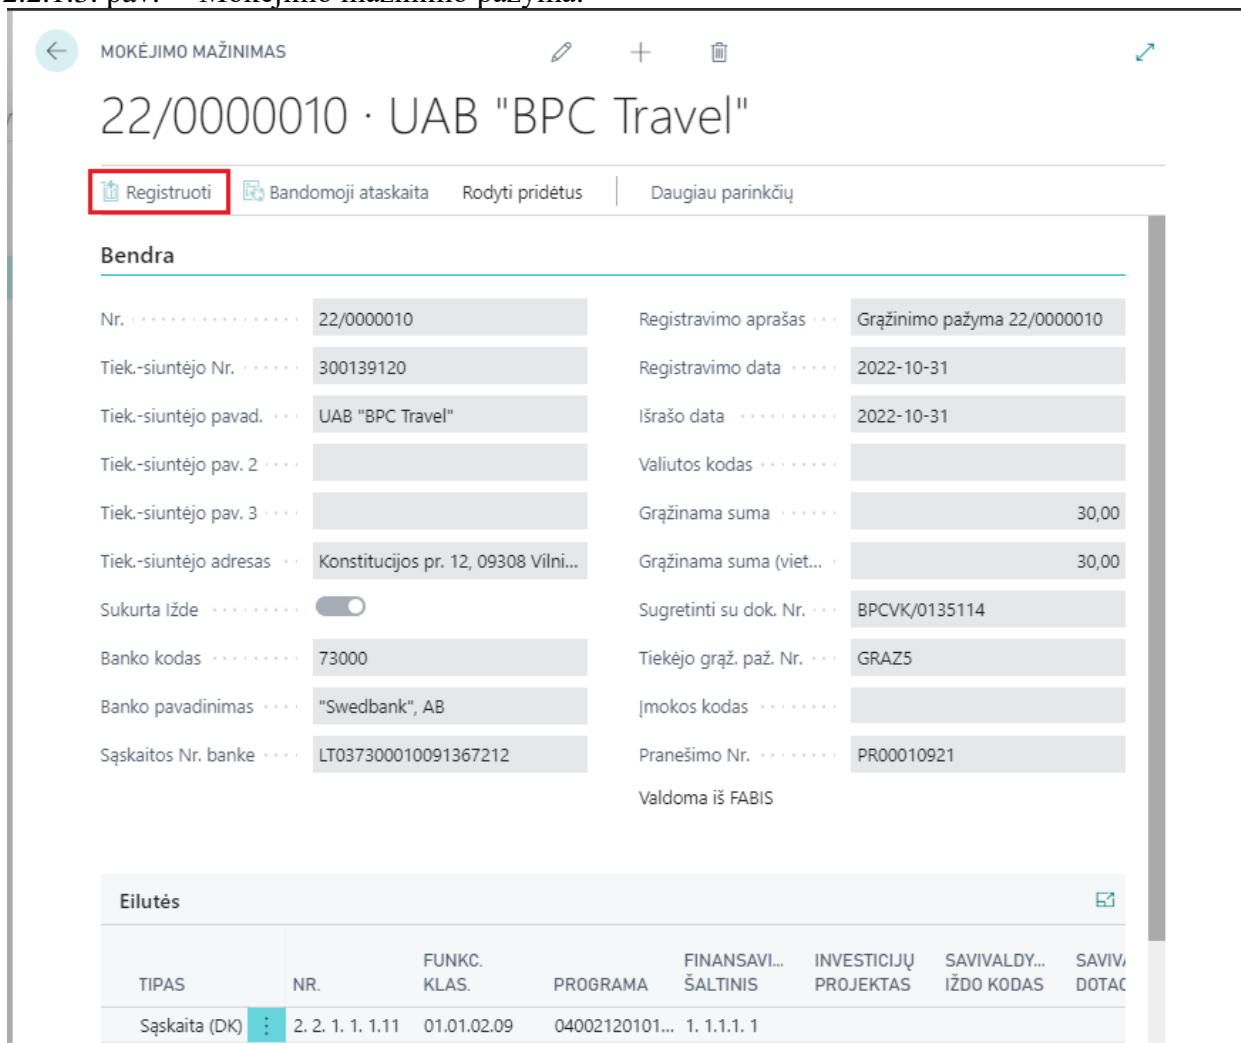 MOKĖJIMO MAŽINIMAS
22/0000010 · UAB "BPC Travel"
Registruoti Bandomoji ataskaita Rodyti pridėtus Daugiau parinkčių
Bendra
Nr. 22/0000010 Registravimo aprašas Grąžinimo pažyma 22/0000010
Tiek.-siuntėjo Nr. 300139120 Registravimo data 2022-10-31
Tiek.-siuntėjo pavad. UAB "BPC Travel" Išrašo data 2022-10-31
Tiek.-siuntėjo pav. 2 Valiutos kodas
Tiek.-siuntėjo pav. 3 Grąžinama suma 30,00
Tiek.-siuntėjo adresas Konstitucijos pr. 12, 09308 Vilni... Grąžinama suma (viet... 30,00
Sukurta Ižde Sugretinti su dok. Nr. BPCVK/0135114
Banko kodas 73000 Tiekėjo grąž. paž. Nr. GRAZ5
Banko pavadinimas "Swedbank", AB Įmokos kodas
Sąskaitos Nr. banke LT037300010091367212 Pranešimo Nr. PR00010921
Valdoma iš FABIS
Eilutės
FUNKC. FINANSAVI... INVESTICIJŲ SAVIVALDY... SAVIV
TIPAS NR. KLAS. PROGRAMA ŠALTINIS PROJEKTAS IŽDO KODAS DOTAC
Sąskaita (DK) 2. 2. 1. 1. 1.11 01.01.02.09 04002120101... 1. 1.1.1. 1